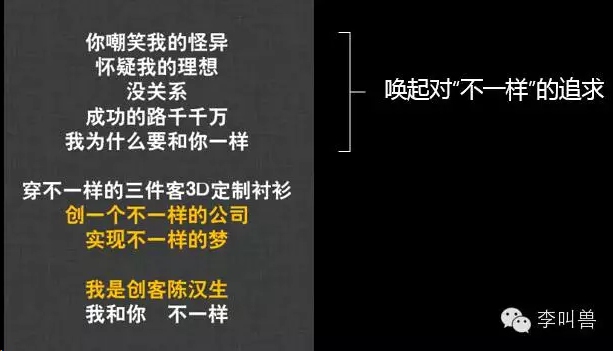 你嘲笑我的怪异
怀疑我的理想
没关系
成功的路千千万
我为什么要和你一样
唤起对"不一样"的追求
穿不一样的三件客3D定制衬衫
创一个不一样的公司
实现不一样的梦
我是创客陈汉生
我和你 不一样
李叫兽